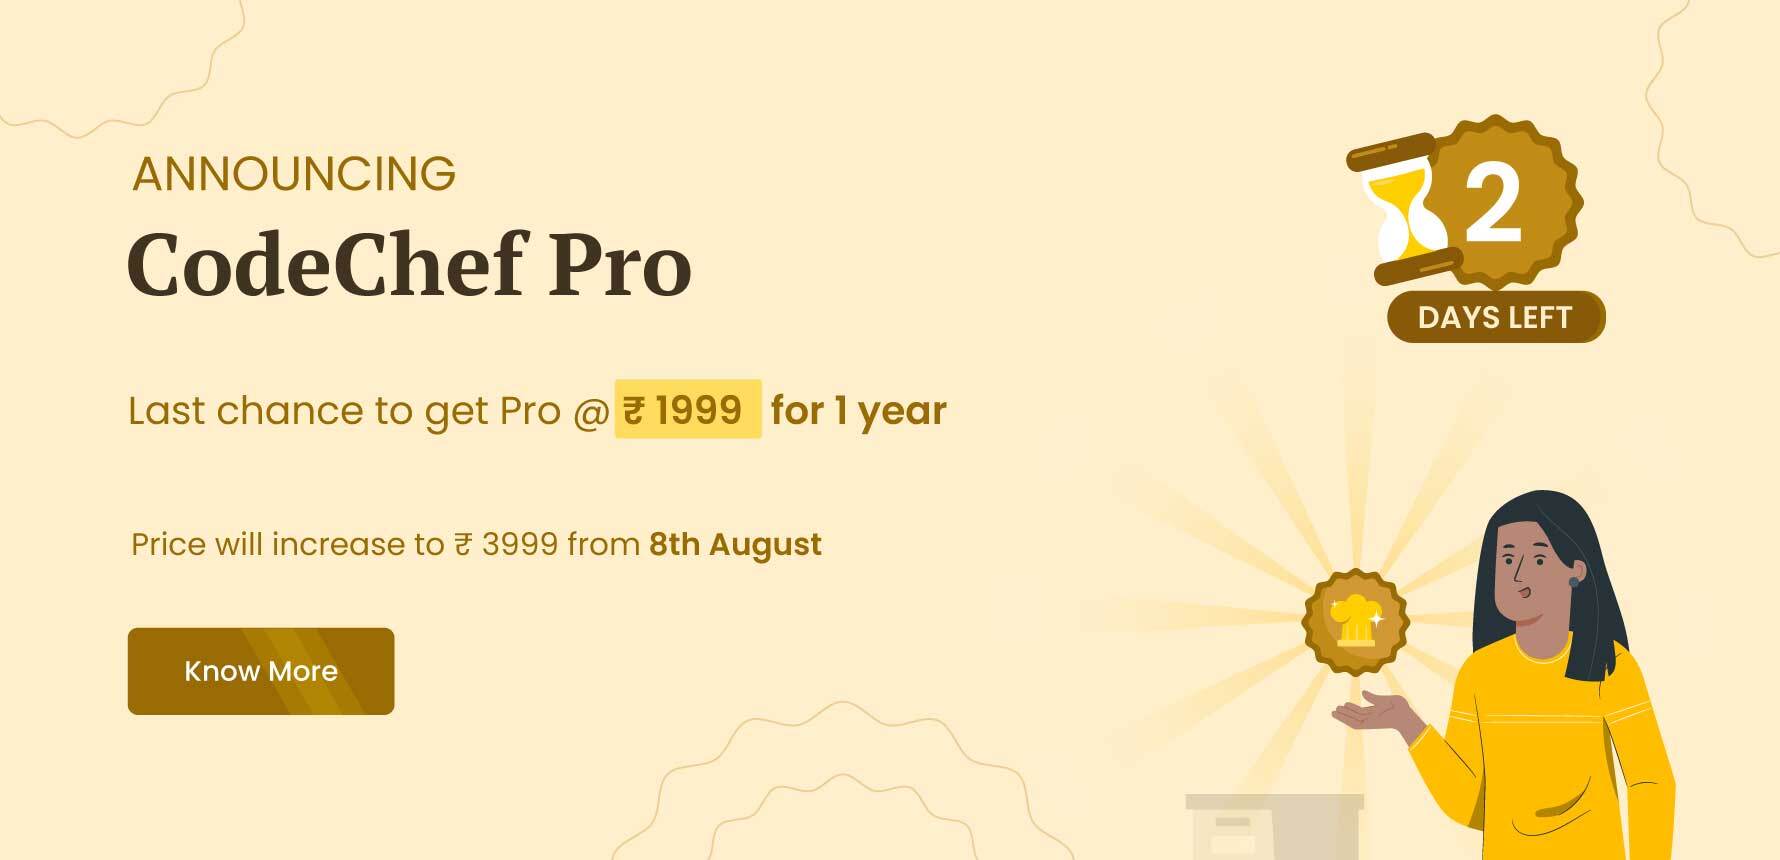 ANNOUNCING
CodeChef Pro
2
DAYS LEFT
Last chance to get Pro @ ₹ 1999 for 1 year
Price will increase to ₹ 3999 from 8th August
Know More